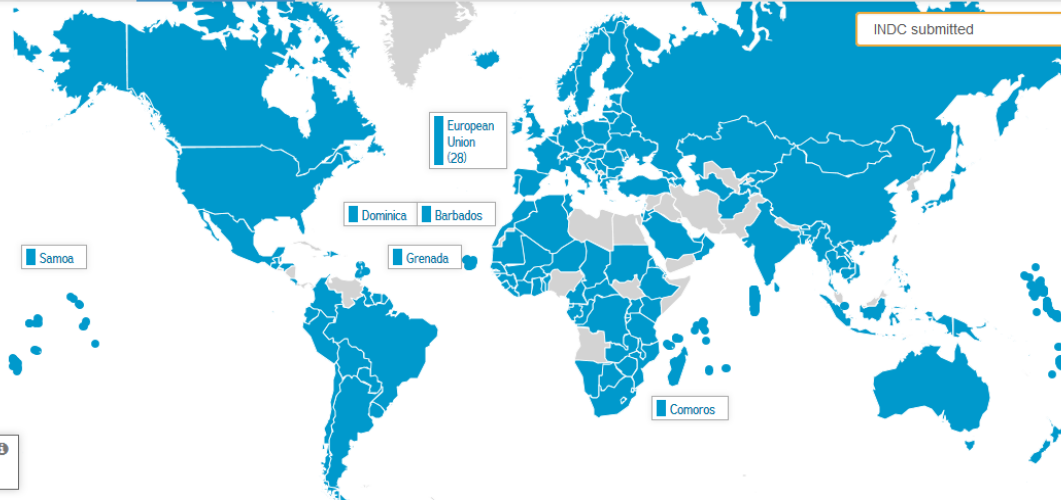 INDC submitted
European
Union
(28)
Dominica
Barbados
Samoa
Grenada
Comoros